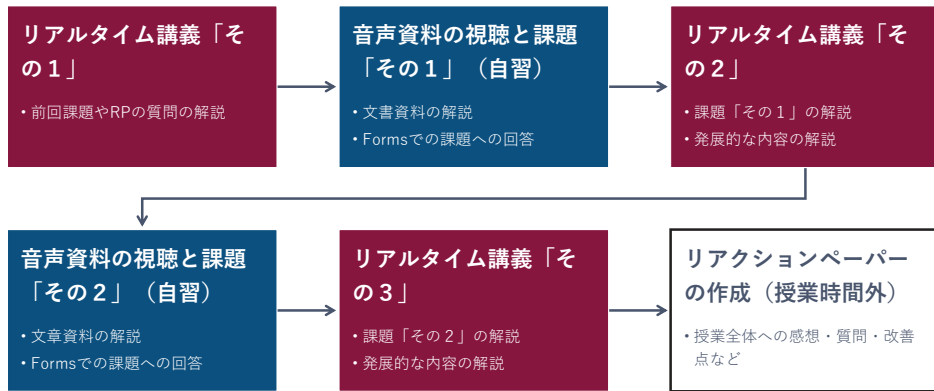 リアルタイム講義「そ
の１」
• 前回課題やRPの質問の解説
音声資料の視聴と課題
「その１」（自習）
• 文書資料の解説
• Formsでの課題への回答
リアルタイム講義「そ
の２」
• 課題「その１」の解説
• 発展的な内容の解説
音声資料の視聴と課題
「その２」（自習）
• 文章資料の解説
• Formsでの課題への回答
リアルタイム講義「そ
の３」
• 課題「その２」の解説
• 発展的な内容の解説
リアクションペーパー
の作成（授業時間外）
• 授業全体への感想・質問・改善
点など